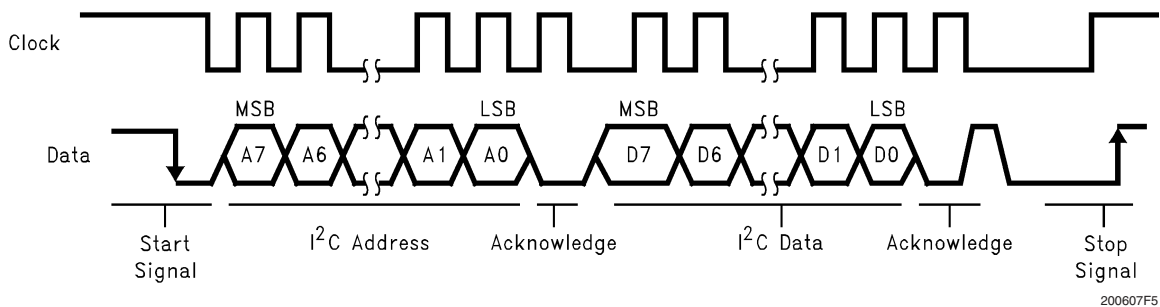 Clock
MSB
LSB
MSB
LSB
Data
A7
A6
A1
A0
D7
D6
D1
D0
Start
Signal
I²C Address
Acknowledge
I²C Data
Acknowledge
Stop
Signal
200607F5